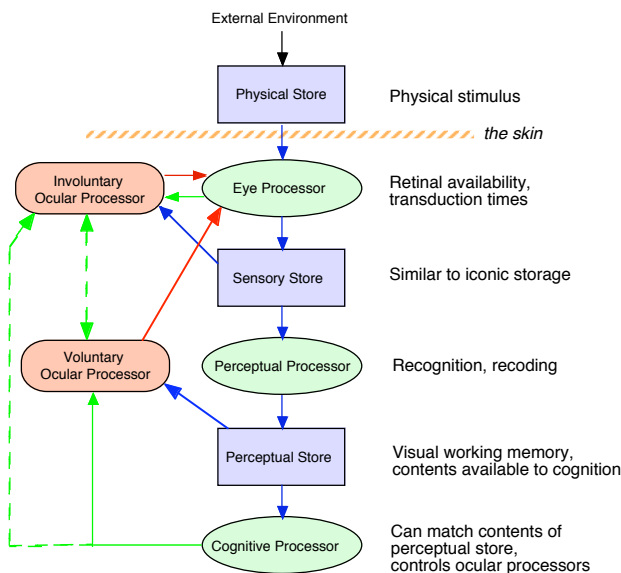 External Environment
Physical Store
Physical stimulus
the skin
Involuntary
Ocular Processor
Eye Processor
Retinal availability,
transduction times
Sensory Store
Similar to iconic storage
Voluntary
Ocular Processor
Perceptual Processor
Recognition, recoding
Perceptual Store
Visual working memory,
contents available to cognition
Cognitive Processor
Can match contents of
perceptual store,
controls ocular processors